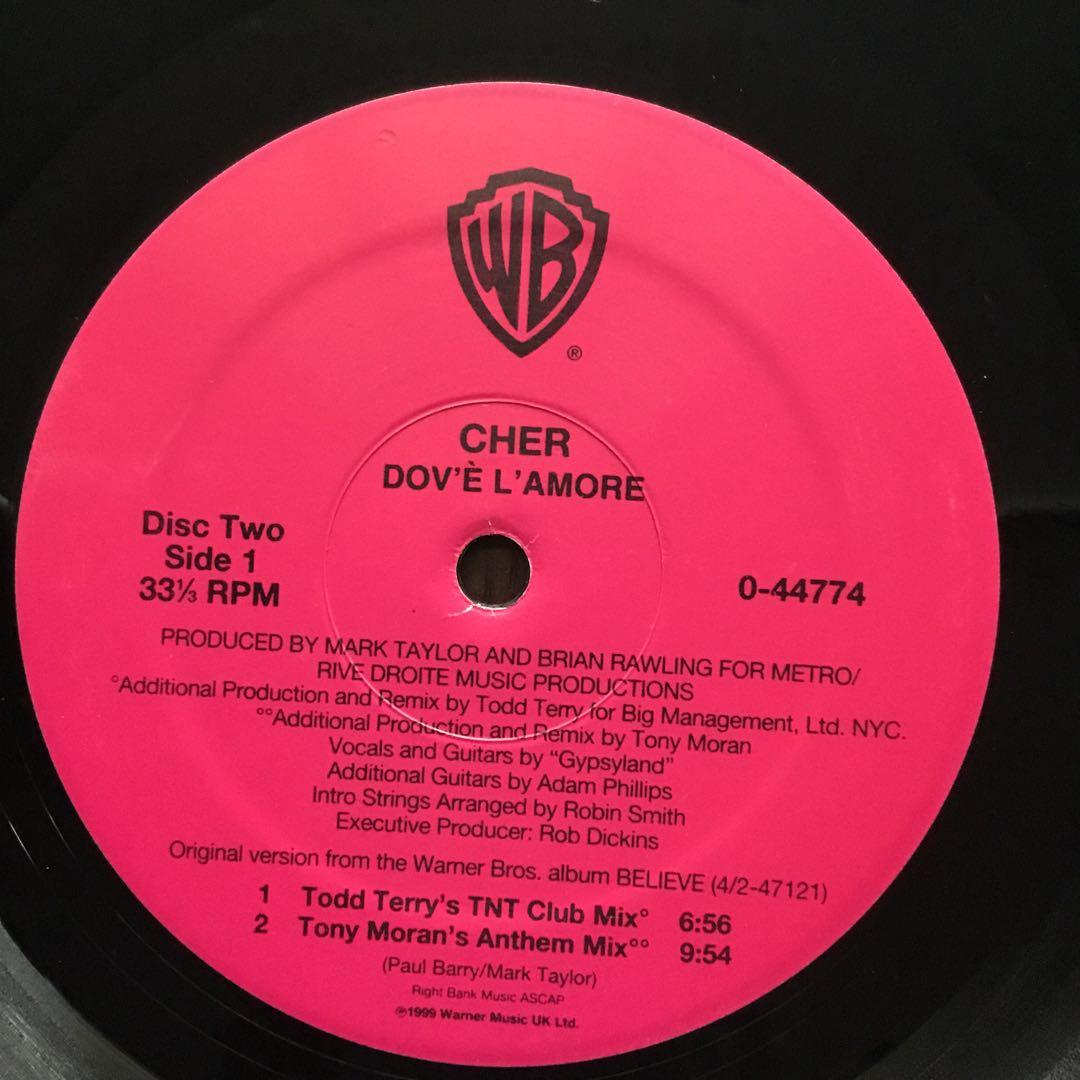 WB
®
CHER
DOV'È L'AMORE
Disc Two
Side 1
33⅓ RPM
0-44774
PRODUCED BY MARK TAYLOR AND BRIAN RAWLING FOR METRO/
RIVE DROITE MUSIC PRODUCTIONS
°Additional Production and Remix by Todd Terry for Big Management, Ltd. NYC.
°°Additional Production and Remix by Tony Moran
Vocals and Guitars by "Gypsyland"
Additional Guitars by Adam Phillips
Intro Strings Arranged by Robin Smith
Executive Producer: Rob Dickins
Original version from the Warner Bros. album BELIEVE (4/2-47121)
1 Todd Terry's TNT Club Mix° 6:56
2 Tony Moran's Anthem Mix°° 9:54
(Paul Barry/Mark Taylor)
Right Bank Music ASCAP
℗1999 Warner Music UK Ltd.